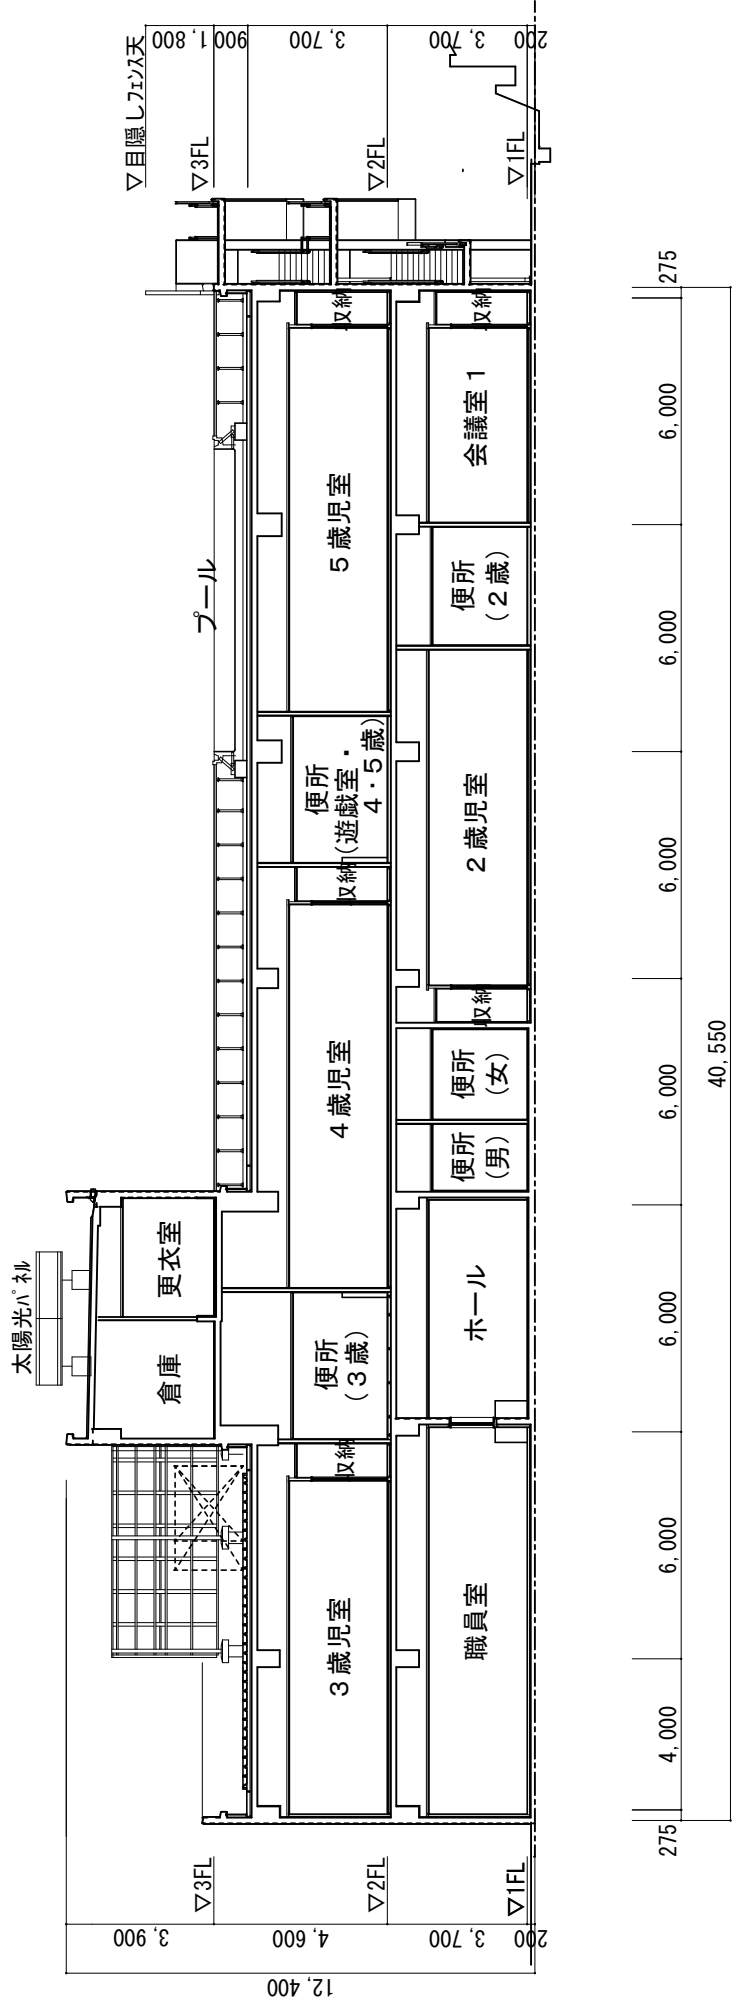 太陽光ﾊﾟﾈﾙ
▽目隠しﾌｪﾝｽ天
▽3FL
▽2FL
▽1FL
1,800
900
3,700
3,700
200
▽3FL
▽2FL
▽1FL
3,900
4,600
3,700
200
12,400
倉庫
更衣室
プール
3歳児室
収納
便所
(3歳)
4歳児室
収納
便所
(遊戯室・
4・5歳)
5歳児室
収納
職員室
ホール
便所
(男)
便所
(女)
収納
2歳児室
便所
(2歳)
会議室1
収納
275
4,000
6,000
6,000
6,000
6,000
6,000
6,000
275
40,550